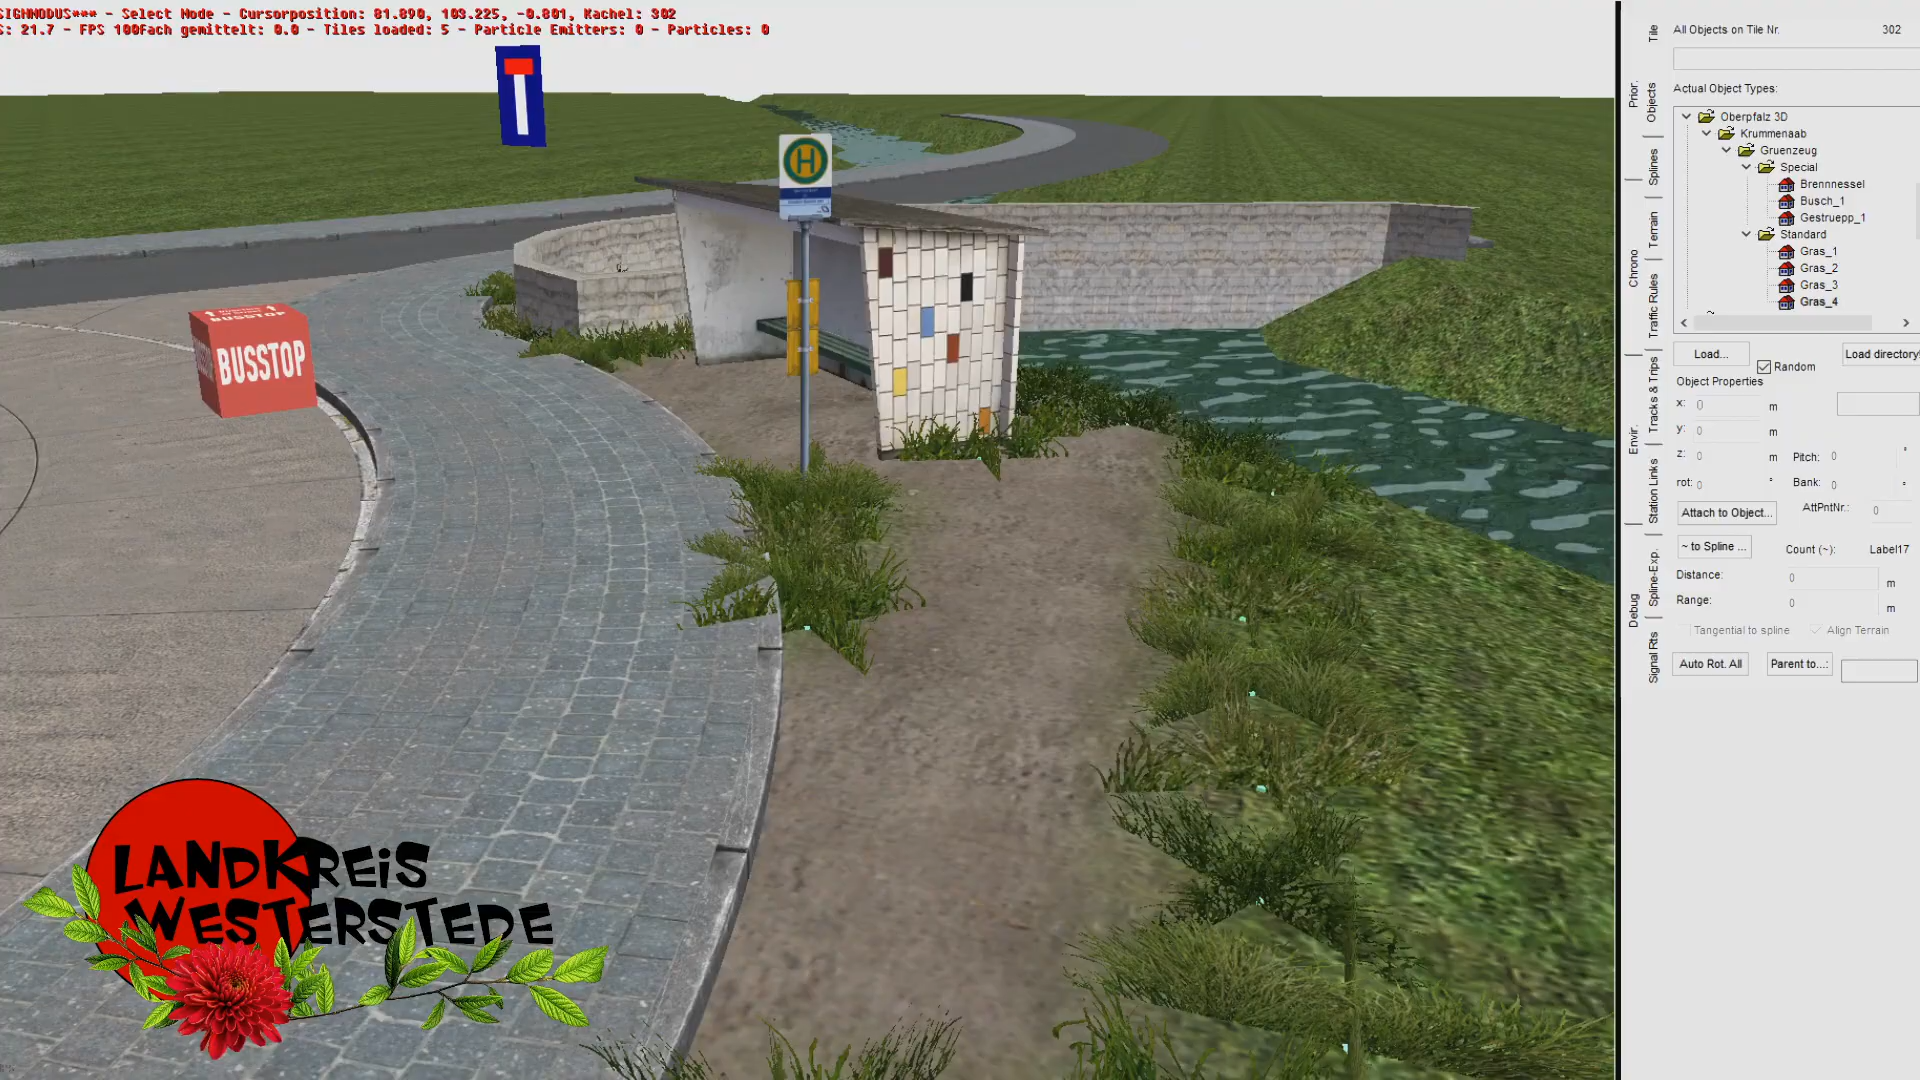 SIGNMODUS*** - Select Mode - Cursorposition: 81.890, 103.225, -0.801, Kachel: 302
S: 21.7 - FPS 100Fach gemittelt: 0.0 - Tiles loaded: 5 - Particle Emitters: 0 - Particles: 0
H
BUSSTOP
BUSSTOP
LANDKREIS
WESTERSTEDE
Tile
Objects
Splines
Terrain
Traffic Rules
Tracks & Trips
Station Links
Spline-Exp.
Signal Rts
Prior.
Chrono
Envir.
Debug
All Objects on Tile Nr. 302
Actual Object Types:
Oberpfalz 3D
Krummenaab
Gruenzeug
Special
Brennnessel
Busch_1
Gestruepp_1
Standard
Gras_1
Gras_2
Gras_3
Gras_4
Load... Random Load directory
Object Properties
x: 0 m
y: 0 m
z: 0 m Pitch: 0 °
rot: 0 ° Bank: 0 °
Attach to Object... AttPntNr.: 0
~ to Spline ... Count (~): Label17
Distance: 0 m
Range: 0 m
Tangential to spline Align Terrain
Auto Rot. All Parent to...: